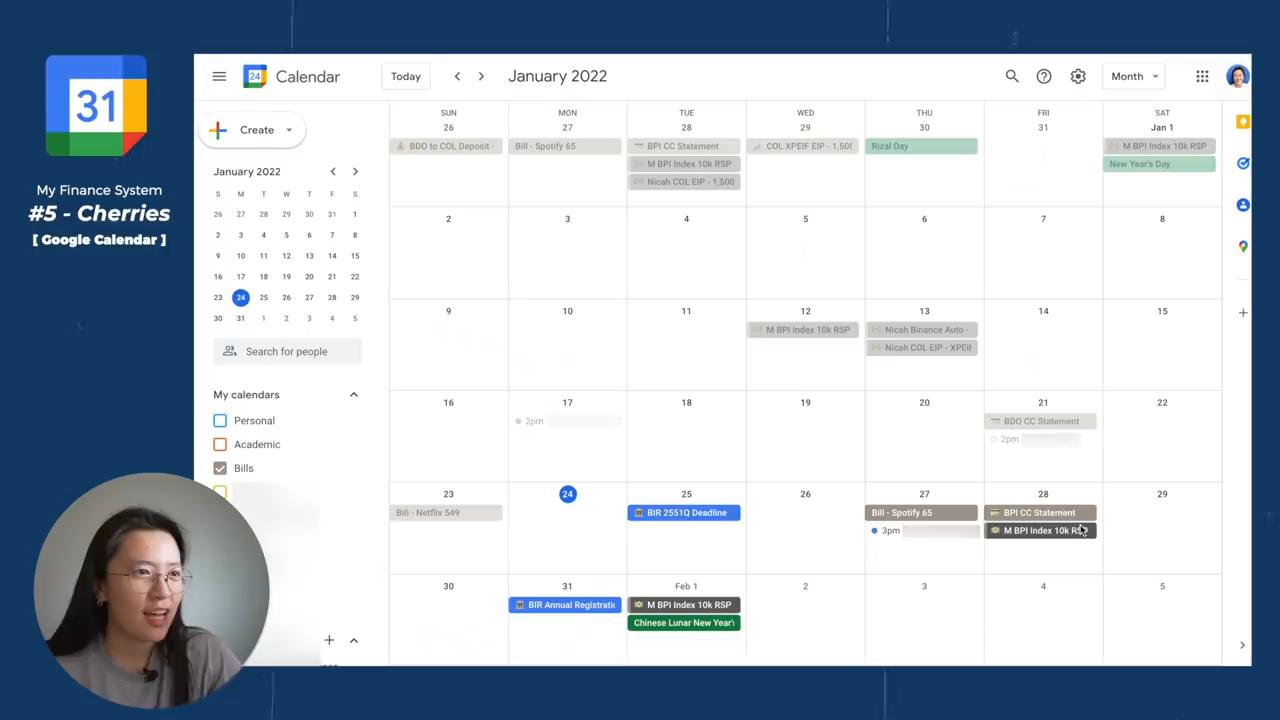 31
My Finance System
#5 - Cherries
[ Google Calendar ]
24
Calendar
Today
January 2022
Month
Create
January 2022
S M T W T F S
26 27 28 29 30 31 1
2 3 4 5 6 7 8
9 10 11 12 13 14 15
16 17 18 19 20 21 22
23 24 25 26 27 28 29
30 31 1 2 3 4 5
Search for people
My calendars
Personal
Academic
Bills
SUN MON TUE WED THU FRI SAT
26 27 28 29 30 31 Jan 1
BDO to COL Deposit - Bill - Spotify 65 BPI CC Statement COL XPEIF EIP - 1,500 Rizal Day M BPI Index 10k RSP
M BPI Index 10k RSP New Year's Day
Nicah COL EIP - 1,500
2 3 4 5 6 7 8
9 10 11 12 13 14 15
M BPI Index 10k RSP Nicah Binance Auto -
Nicah COL EIP - XPEIF
16 17 18 19 20 21 22
2pm BDO CC Statement
2pm
23 24 25 26 27 28 29
Bill - Netflix 549 BIR 2551Q Deadline Bill - Spotify 65 BPI CC Statement
3pm M BPI Index 10k RSP
30 31 Feb 1 2 3 4 5
BIR Annual Registratic M BPI Index 10k RSP
Chinese Lunar New Year's